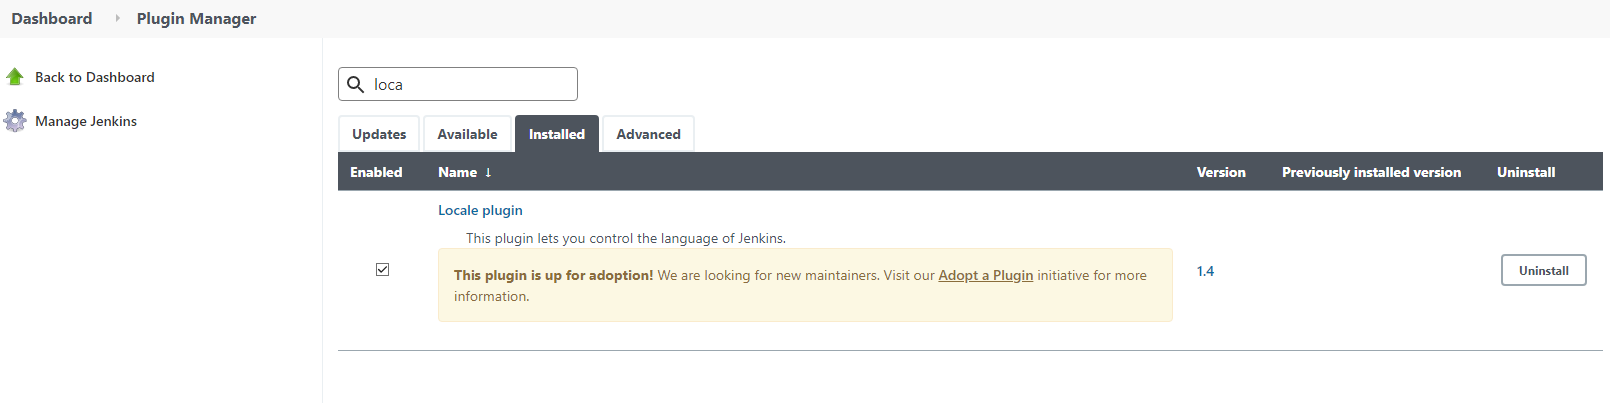 Dashboard Plugin Manager
Back to Dashboard
Manage Jenkins
loca
Updates Available Installed Advanced
Enabled Name ↓ Version Previously installed version Uninstall
Locale plugin
This plugin lets you control the language of Jenkins.
This plugin is up for adoption! We are looking for new maintainers. Visit our Adopt a Plugin initiative for more
information.
1.4
Uninstall